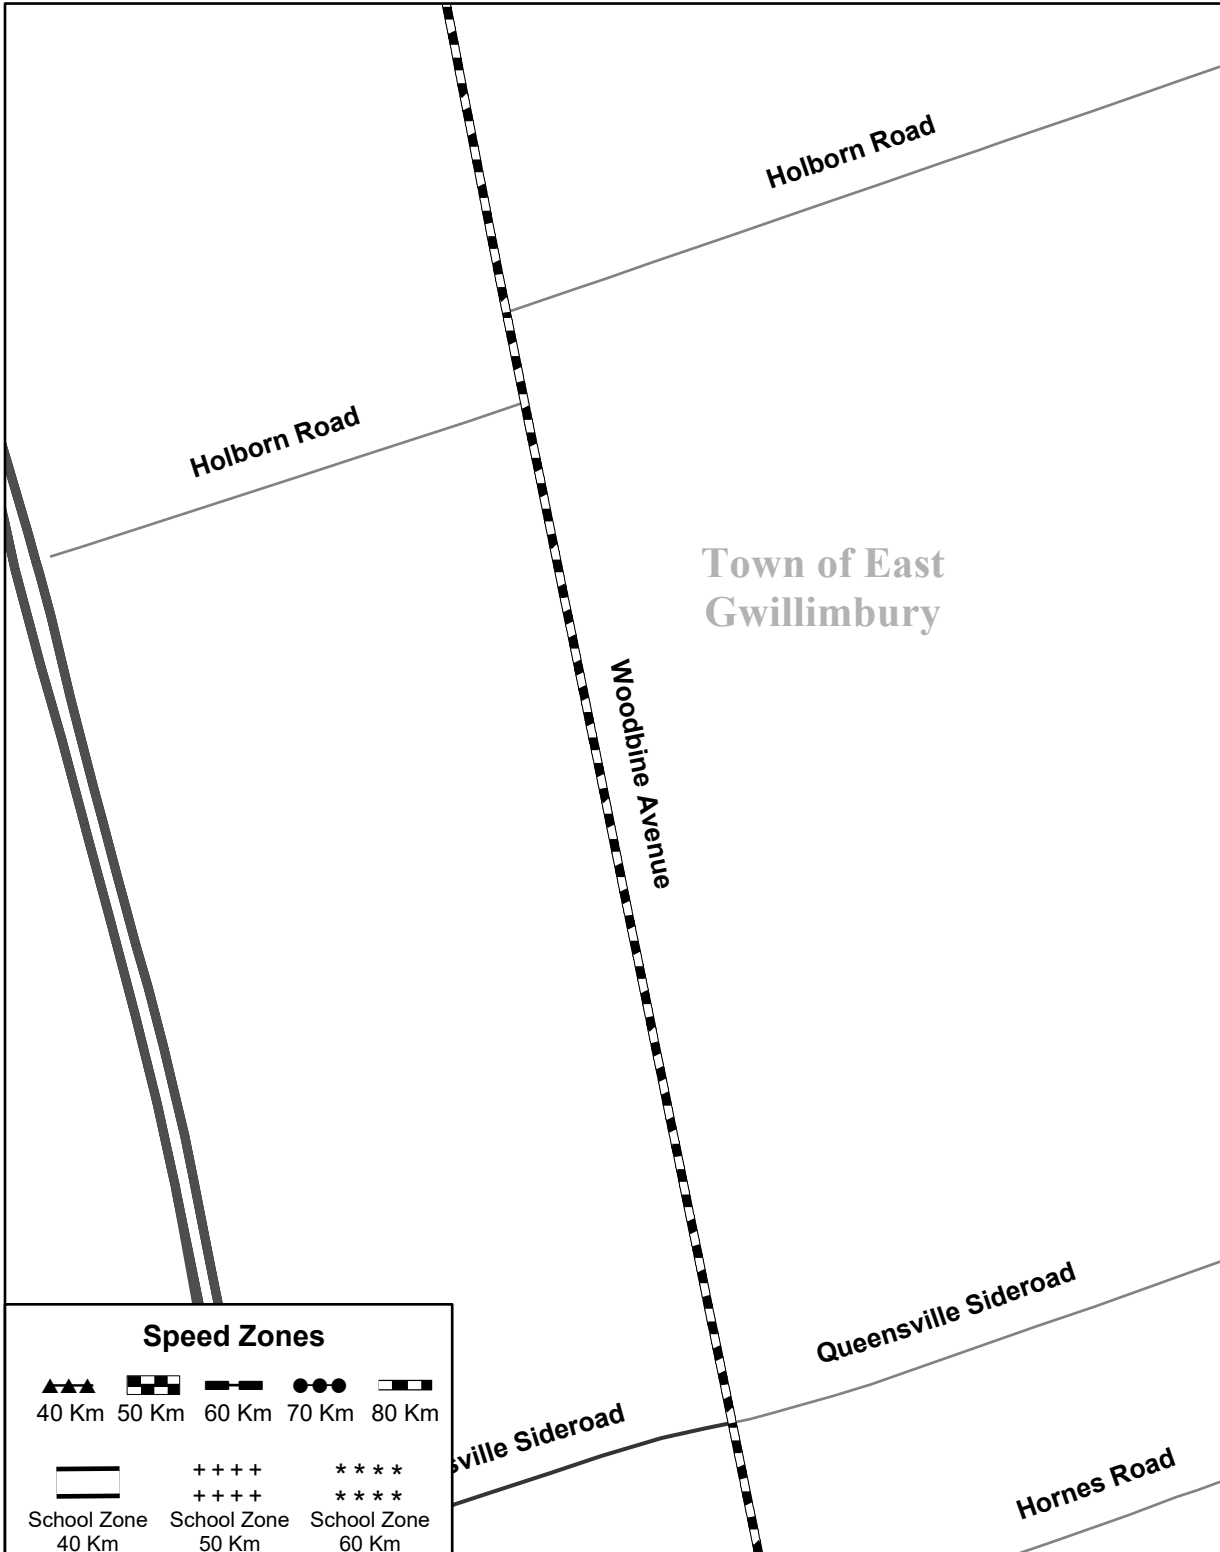 Holborn Road
Holborn Road
Town of East
Gwillimbury
Woodbine Avenue
Queensville Sideroad
sville Sideroad
Hornes Road
Speed Zones
40 Km 50 Km 60 Km 70 Km 80 Km
School Zone School Zone School Zone
40 Km 50 Km 60 Km